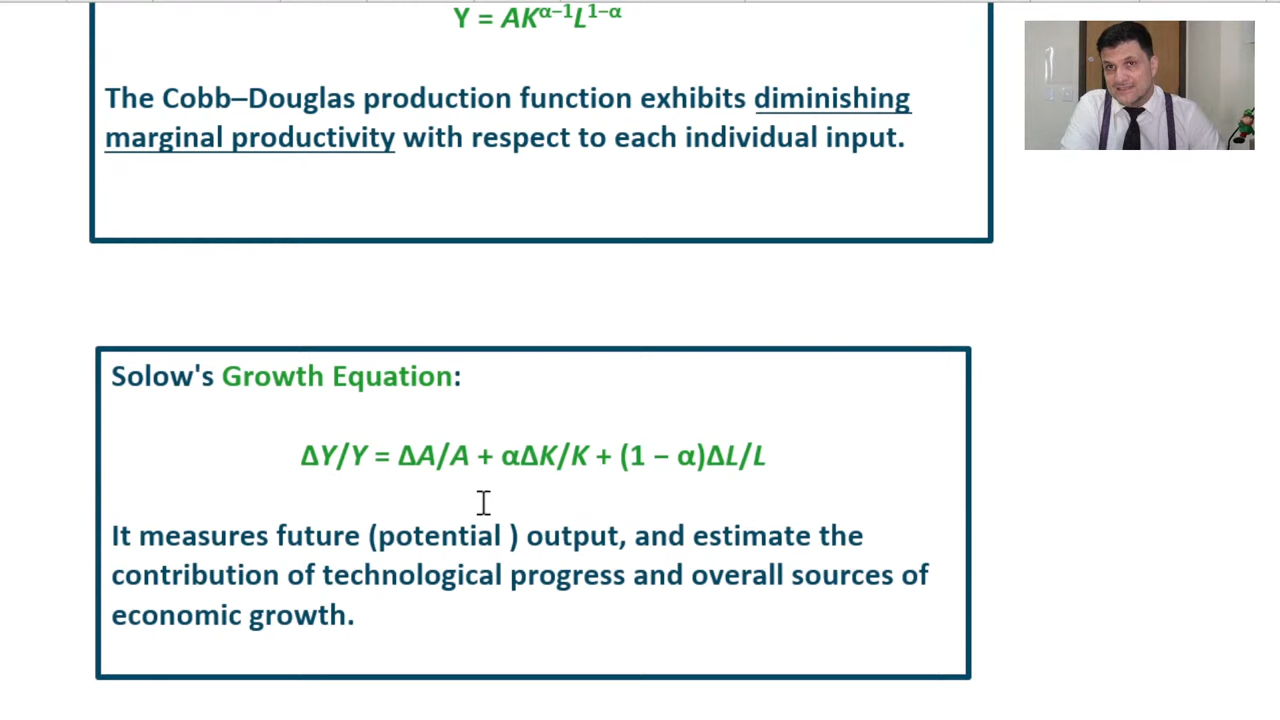 Y = AK^α−1L^1−α
The Cobb–Douglas production function exhibits diminishing
marginal productivity with respect to each individual input.
Solow's Growth Equation:
ΔY/Y = ΔA/A + αΔK/K + (1 − α)ΔL/L
It measures future (potential ) output, and estimate the
contribution of technological progress and overall sources of
economic growth.